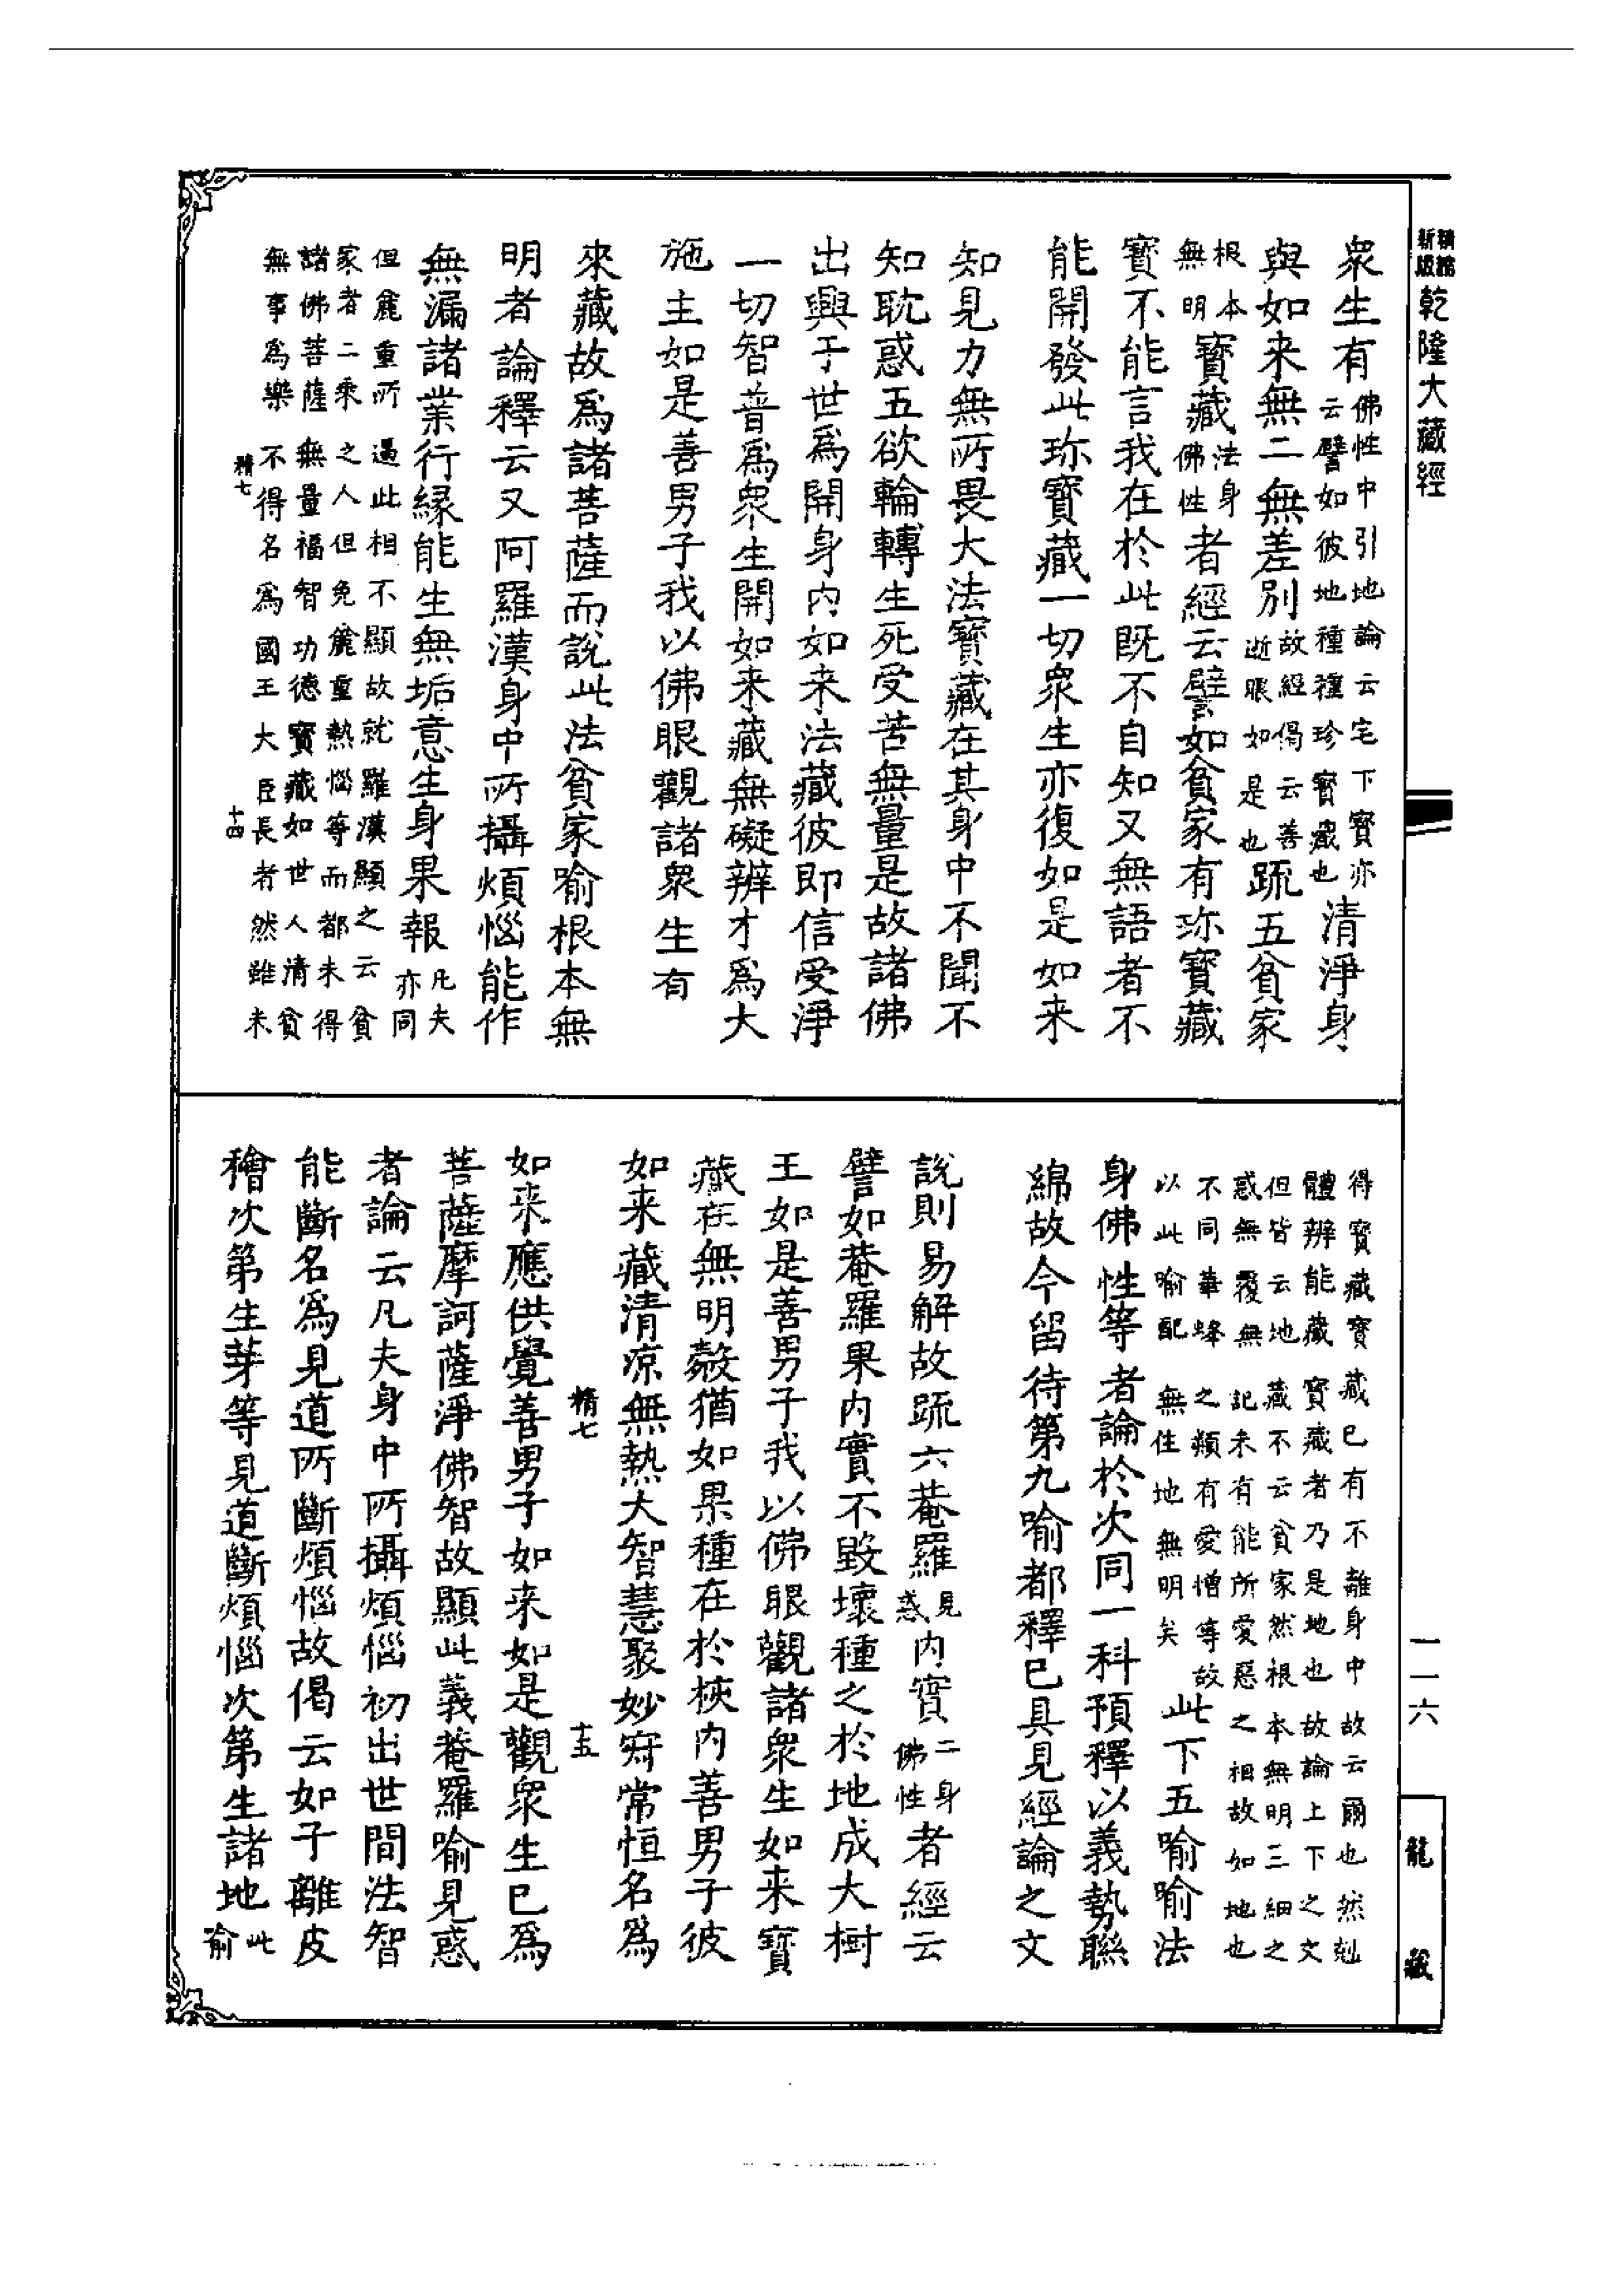 精編
新版
乾隆大藏經
衆生有佛性中引地論云宅下寶亦云譬如彼地種種珍寶藏也清淨身
與如来無二無差別故經偈云善逝眼如是也䟽五貧家
根本無明寶藏法身佛性者經云譬如貧家有珍寶藏
寶不能言我在於此既不自知又無語者不
能開發此珍寶藏一切衆生亦復如是如来
知見力無所畏大法寶藏在其身中不聞不
知耽惑五欲輪轉生死受苦無量是故諸佛
出興于世爲開身内如来法藏彼即信受淨
一切智普爲衆生開如来藏無礙辨才爲大
施主如是善男子我以佛眼觀諸衆生有
來藏故爲諸菩薩而說此法貧家喻根本無
明者論釋云又阿羅漢身中所攝煩惱能作
無漏諸業行緣能生無垢意生身果報凡夫亦同
但麄重所逼此相不顯故就羅漢顯之云貧
家者二乘之人但免麄重熱惱等而都未得
諸佛菩薩無量福智功德寶藏如世人清貧
無事爲樂不得名爲國王大臣長者然雖未
精七
十四
得寶藏寶藏已有不離身中故云爾也然剋
體辨能藏寶藏者乃是地也故論上下之文
但皆云地藏不云貧家然根本無明三細之
惑無覆無記未有能所愛惡之相故如地也
不同華蜂之類有愛憎等故
以此喻配無住地無明矣此下五喻喻法
身佛性等者論於次同一科預釋以義勢聯
綿故今留待第九喻都釋已具見經論之文
說則易解故䟽六菴羅見惑内實二身佛性者經云
譬如菴羅果内實不毀壞種之於地成大樹
王如是善男子我以佛眼觀諸衆生如来寶
藏在無明㲉猶如果種在於核内善男子彼
如来藏清凉無熱大智慧聚妙寂常恒名爲
精七
十五
如来應供覺善男子如来如是觀衆生已爲
菩薩摩訶薩淨佛智故顯此義菴羅喻見惑
者論云凡夫身中所攝煩惱初出世間法智
能斷名爲見道所斷煩惱故偈云如子離皮
䅳次第生芽等見道斷煩惱次第生諸地此喻
一一六
龍藏